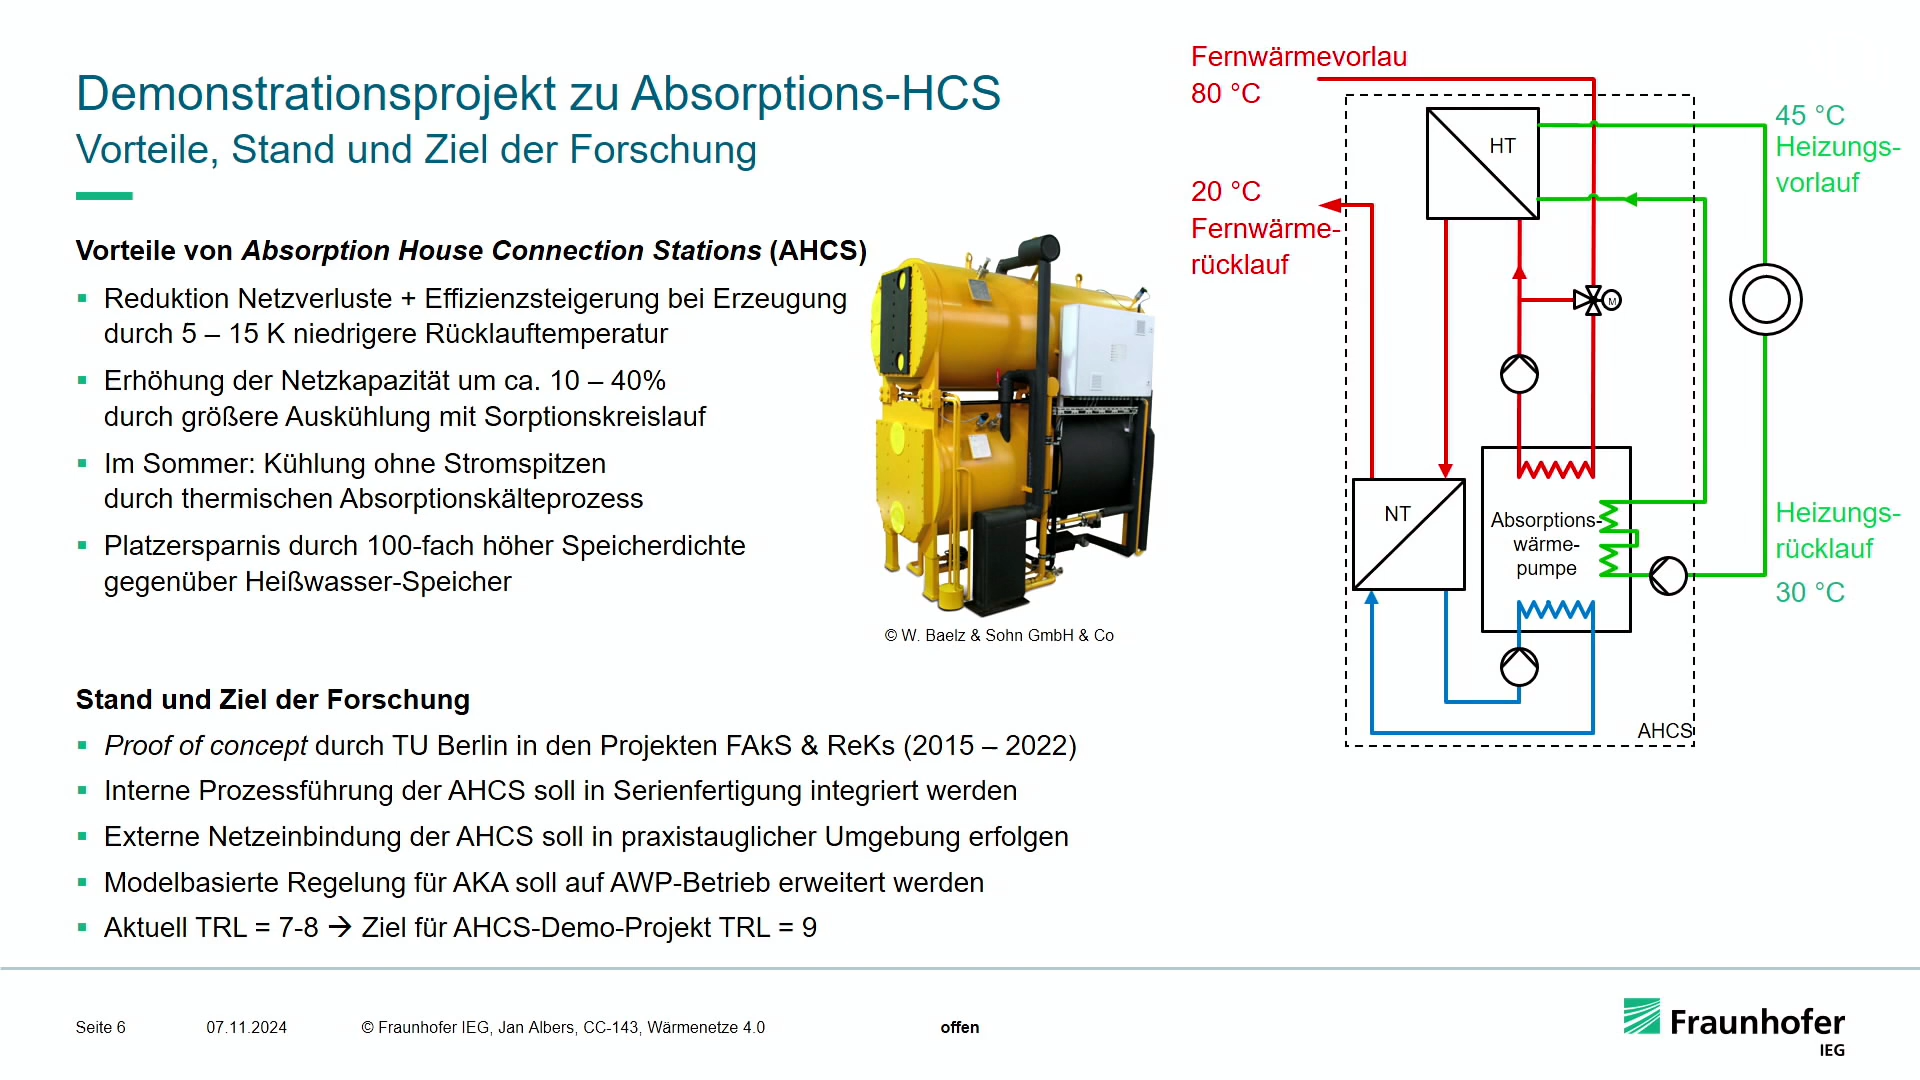 Demonstrationsprojekt zu Absorptions-HCS
Vorteile, Stand und Ziel der Forschung
Vorteile von Absorption House Connection Stations (AHCS)
▪ Reduktion Netzverluste + Effizienzsteigerung bei Erzeugung
durch 5 – 15 K niedrigere Rücklauftemperatur
▪ Erhöhung der Netzkapazität um ca. 10 – 40%
durch größere Auskühlung mit Sorptionskreislauf
▪ Im Sommer: Kühlung ohne Stromspitzen
durch thermischen Absorptionskälteprozess
▪ Platzersparnis durch 100-fach höher Speicherdichte
gegenüber Heißwasser-Speicher
© W. Baelz & Sohn GmbH & Co
Stand und Ziel der Forschung
▪ Proof of concept durch TU Berlin in den Projekten FAkS & ReKs (2015 – 2022)
▪ Interne Prozessführung der AHCS soll in Serienfertigung integriert werden
▪ Externe Netzeinbindung der AHCS soll in praxistauglicher Umgebung erfolgen
▪ Modelbasierte Regelung für AKA soll auf AWP-Betrieb erweitert werden
▪ Aktuell TRL = 7-8 → Ziel für AHCS-Demo-Projekt TRL = 9
Fernwärmevorlau
80 °C
20 °C
Fernwärme-
rücklauf
HT
45 °C
Heizungs-
vorlauf
M
NT
Absorptions-
wärme-
pumpe
Heizungs-
rücklauf
30 °C
AHCS
Seite 6
07.11.2024
© Fraunhofer IEG, Jan Albers, CC-143, Wärmenetze 4.0
offen
Fraunhofer
IEG